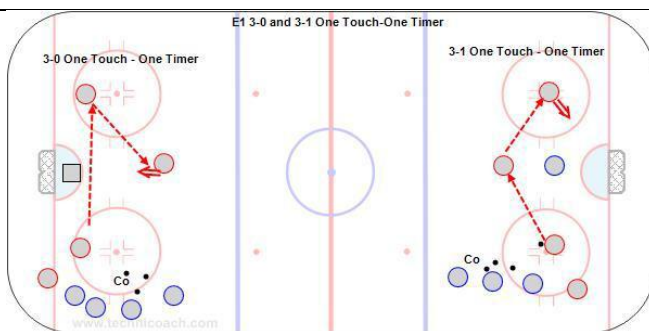 E1 3-0 and 3-1 One Touch-One Timer
3-0 One Touch - One Timer
3-1 One Touch - One Timer
Co
Co
www.technicoach.com